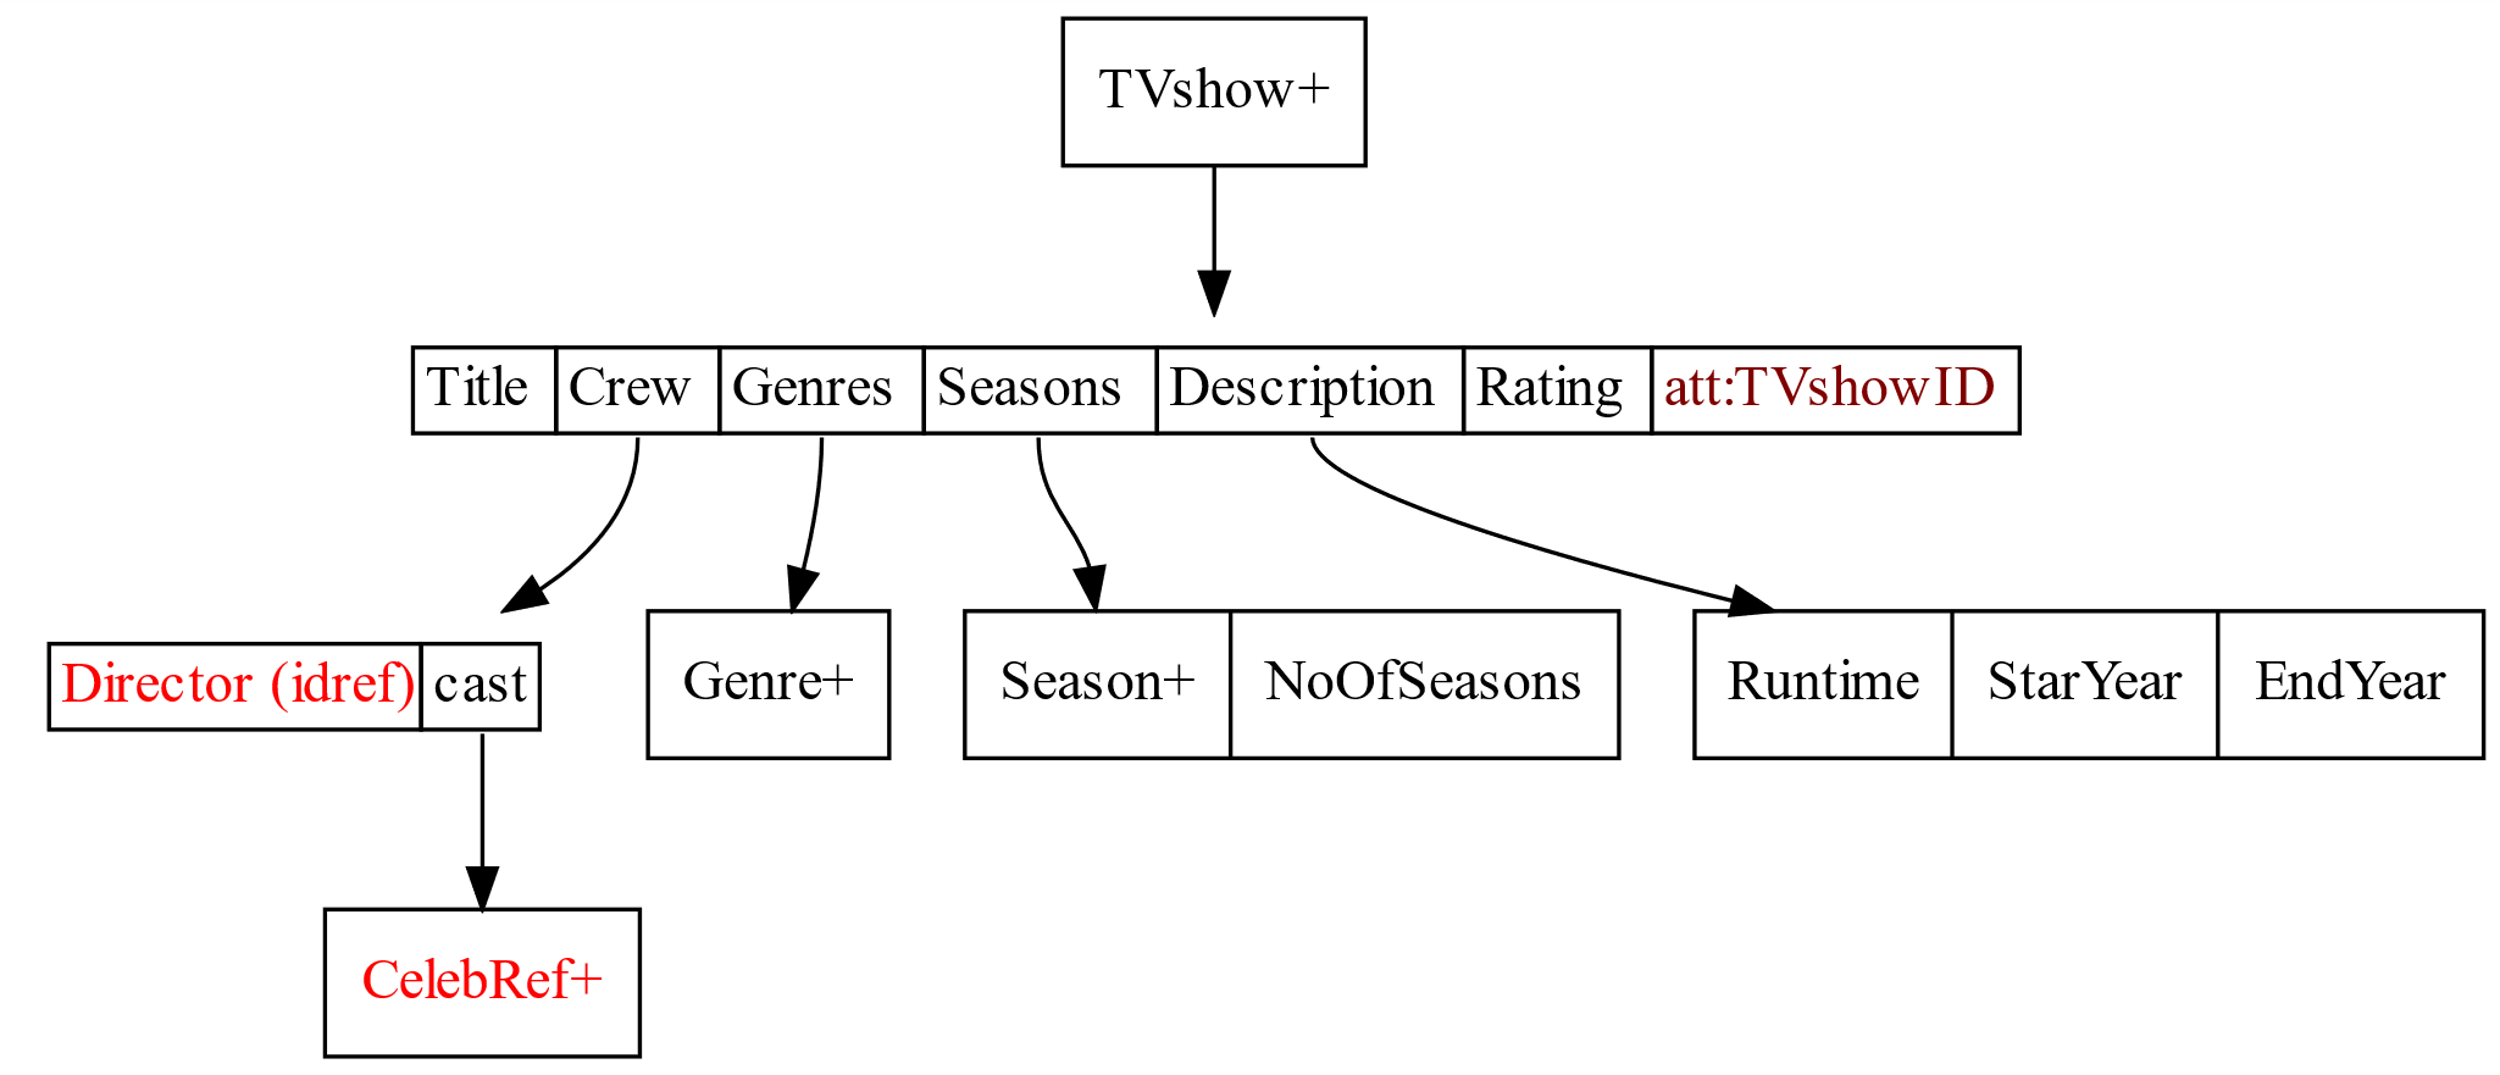 TVshow+
Title Crew Genres Seasons Description Rating att:TVshowID
Director (idref) cast Genre+ Season+ NoOfSeasons Runtime StarYear EndYear
CelebRef+